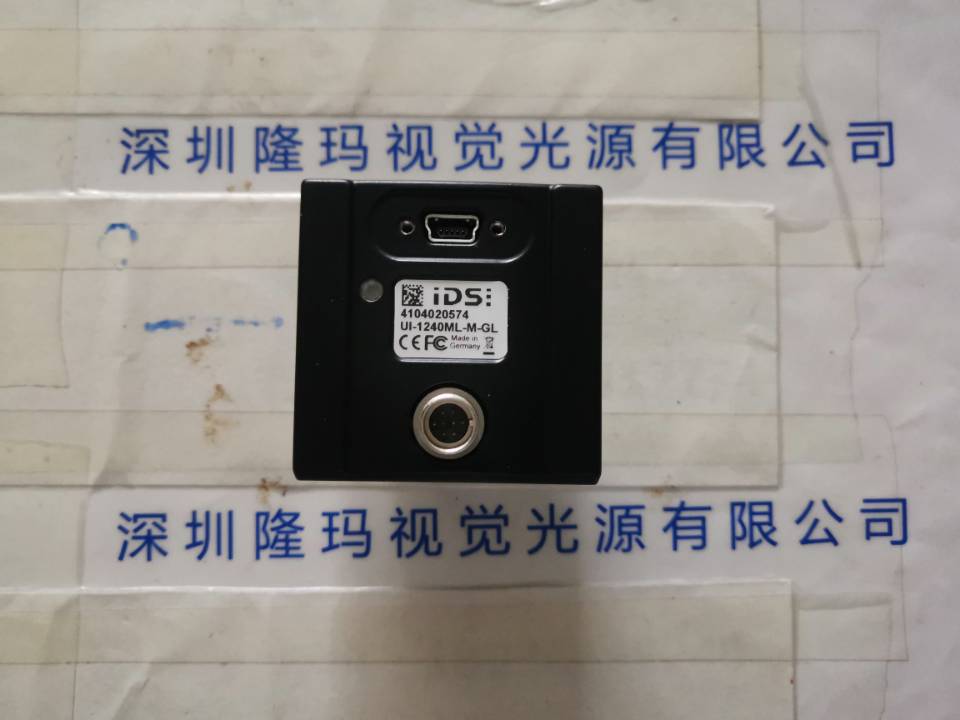 深圳隆玛视觉光源有限公司
iDS:
4104020574
UI-1240ML-M-GL
CE FC Made in
Germany
深圳隆玛视觉光源有限公司